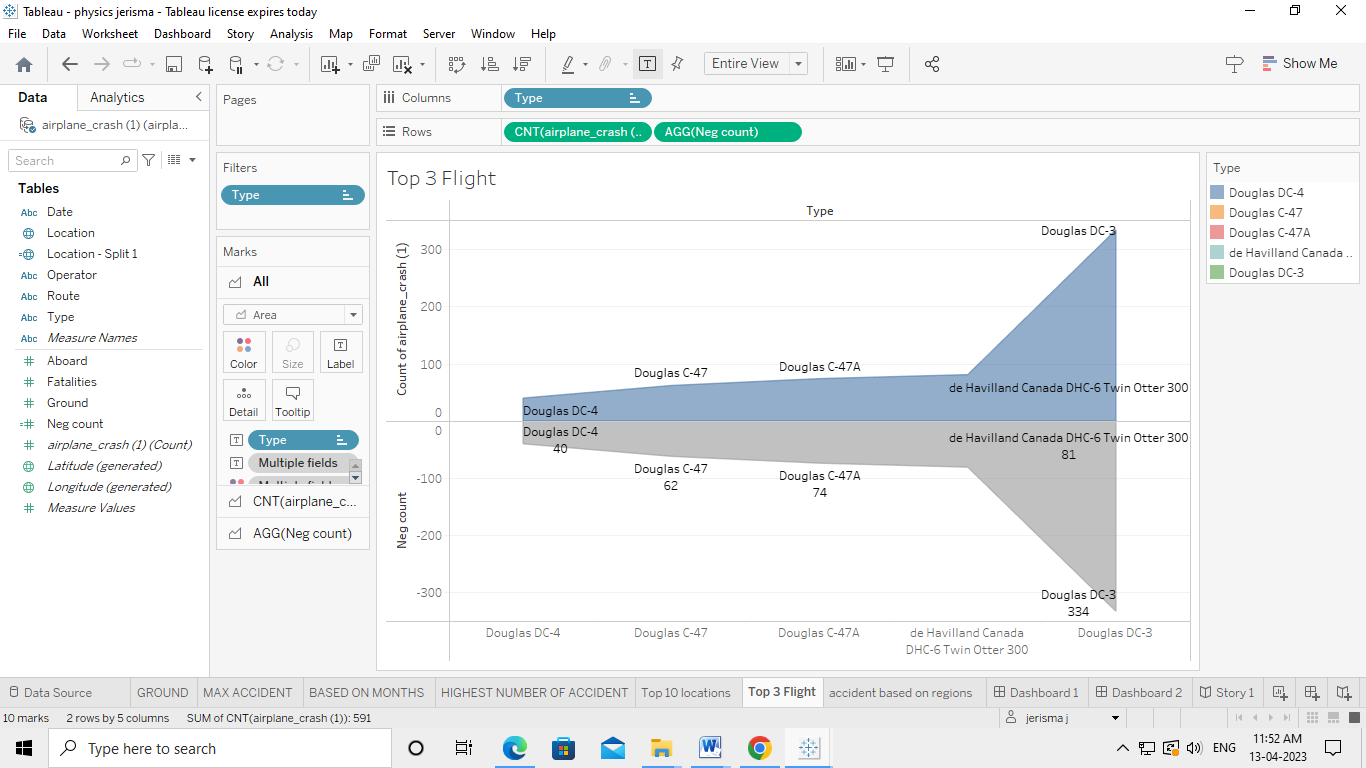 Tableau - physics jerisma - Tableau license expires today
File Data Worksheet Dashboard Story Analysis Map Format Server Window Help
Entire View
Show Me
Data Analytics
airplane_crash (1) (airpla...
Search
Tables
Abc Date
Location
Location - Split 1
Abc Operator
Abc Route
Abc Type
Abc Measure Names
Aboard
Fatalities
Ground
Neg count
airplane_crash (1) (Count)
Latitude (generated)
Longitude (generated)
Measure Values
Pages
Filters
Type
Marks
All
Area
Color Size Label
Detail Tooltip
Type
Multiple fields
CNT(airplane_c...
AGG(Neg count)
Columns Type
Rows CNT(airplane_crash (.. AGG(Neg count)
Top 3 Flight
Type
Count of airplane_crash (1)
300
200
100
0
Douglas DC-3
Douglas C-47
Douglas C-47A
de Havilland Canada DHC-6 Twin Otter 300
Douglas DC-4
Neg count
0
-100
-200
-300
Douglas DC-4
40
Douglas C-47
62
Douglas C-47A
74
de Havilland Canada DHC-6 Twin Otter 300
81
Douglas DC-3
334
Douglas DC-4 Douglas C-47 Douglas C-47A de Havilland Canada DHC-6 Twin Otter 300 Douglas DC-3
Type
Douglas DC-4
Douglas C-47
Douglas C-47A
de Havilland Canada ..
Douglas DC-3
Data Source GROUND MAX ACCIDENT BASED ON MONTHS HIGHEST NUMBER OF ACCIDENT Top 10 locations Top 3 Flight accident based on regions Dashboard 1 Dashboard 2 Story 1
10 marks 2 rows by 5 columns SUM of CNT(airplane_crash (1)): 591
jerisma j
Type here to search
ENG
11:52 AM
13-04-2023